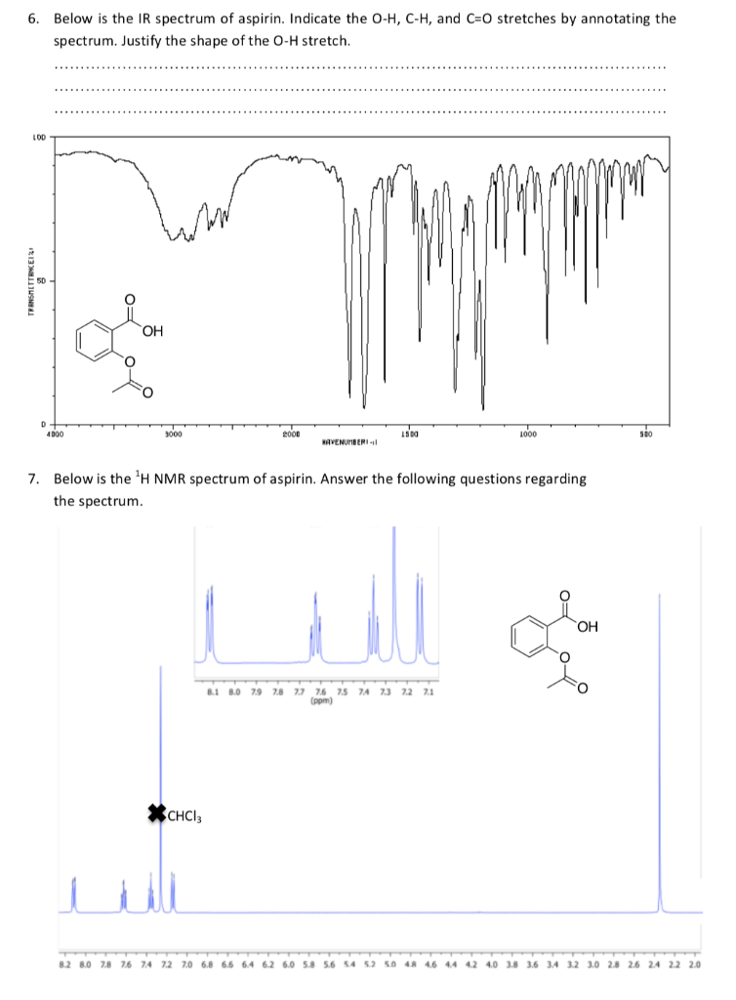 6. Below is the IR spectrum of aspirin. Indicate the O-H, C-H, and C=O stretches by annotating the
spectrum. Justify the shape of the O-H stretch.
100
50
0
4000 3000 2000 1500 1000 500
O
OH
O
O
7. Below is the ¹H NMR spectrum of aspirin. Answer the following questions regarding
the spectrum.
8.1 8.0 7.9 7.8 7.7 7.6 7.5 7.4 7.3 7.2 7.1
(ppm)
O
OH
O
O
CHCl₃
8.2 8.0 7.8 7.6 7.4 7.2 7.0 6.8 6.6 6.4 6.2 6.0 5.8 5.6 5.4 5.2 5.0 4.8 4.6 4.4 4.2 4.0 3.8 3.6 3.4 3.2 3.0 2.8 2.6 2.4 2.2 2.0